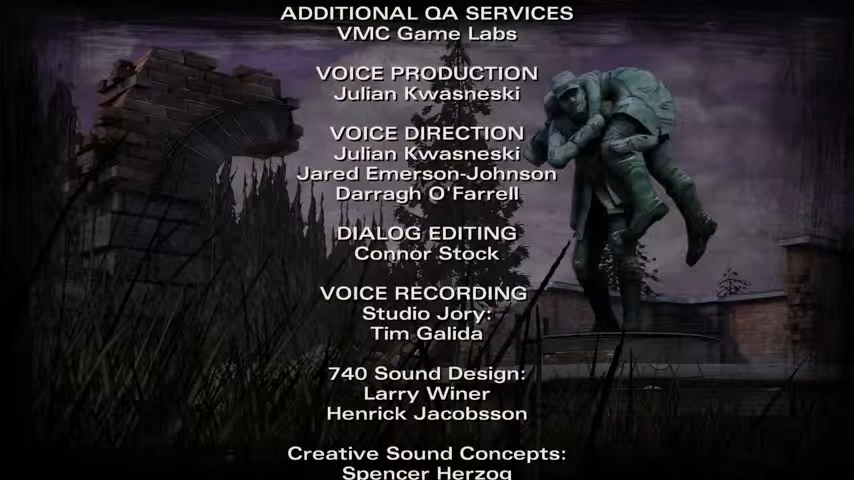 ADDITIONAL QA SERVICES
VMC Game Labs
VOICE PRODUCTION
Julian Kwasneski
VOICE DIRECTION
Julian Kwasneski
Jared Emerson-Johnson
Darragh O'Farrell
DIALOG EDITING
Connor Stock
VOICE RECORDING
Studio Jory:
Tim Galida
740 Sound Design:
Larry Winer
Henrick Jacobsson
Creative Sound Concepts:
Spencer Herzog